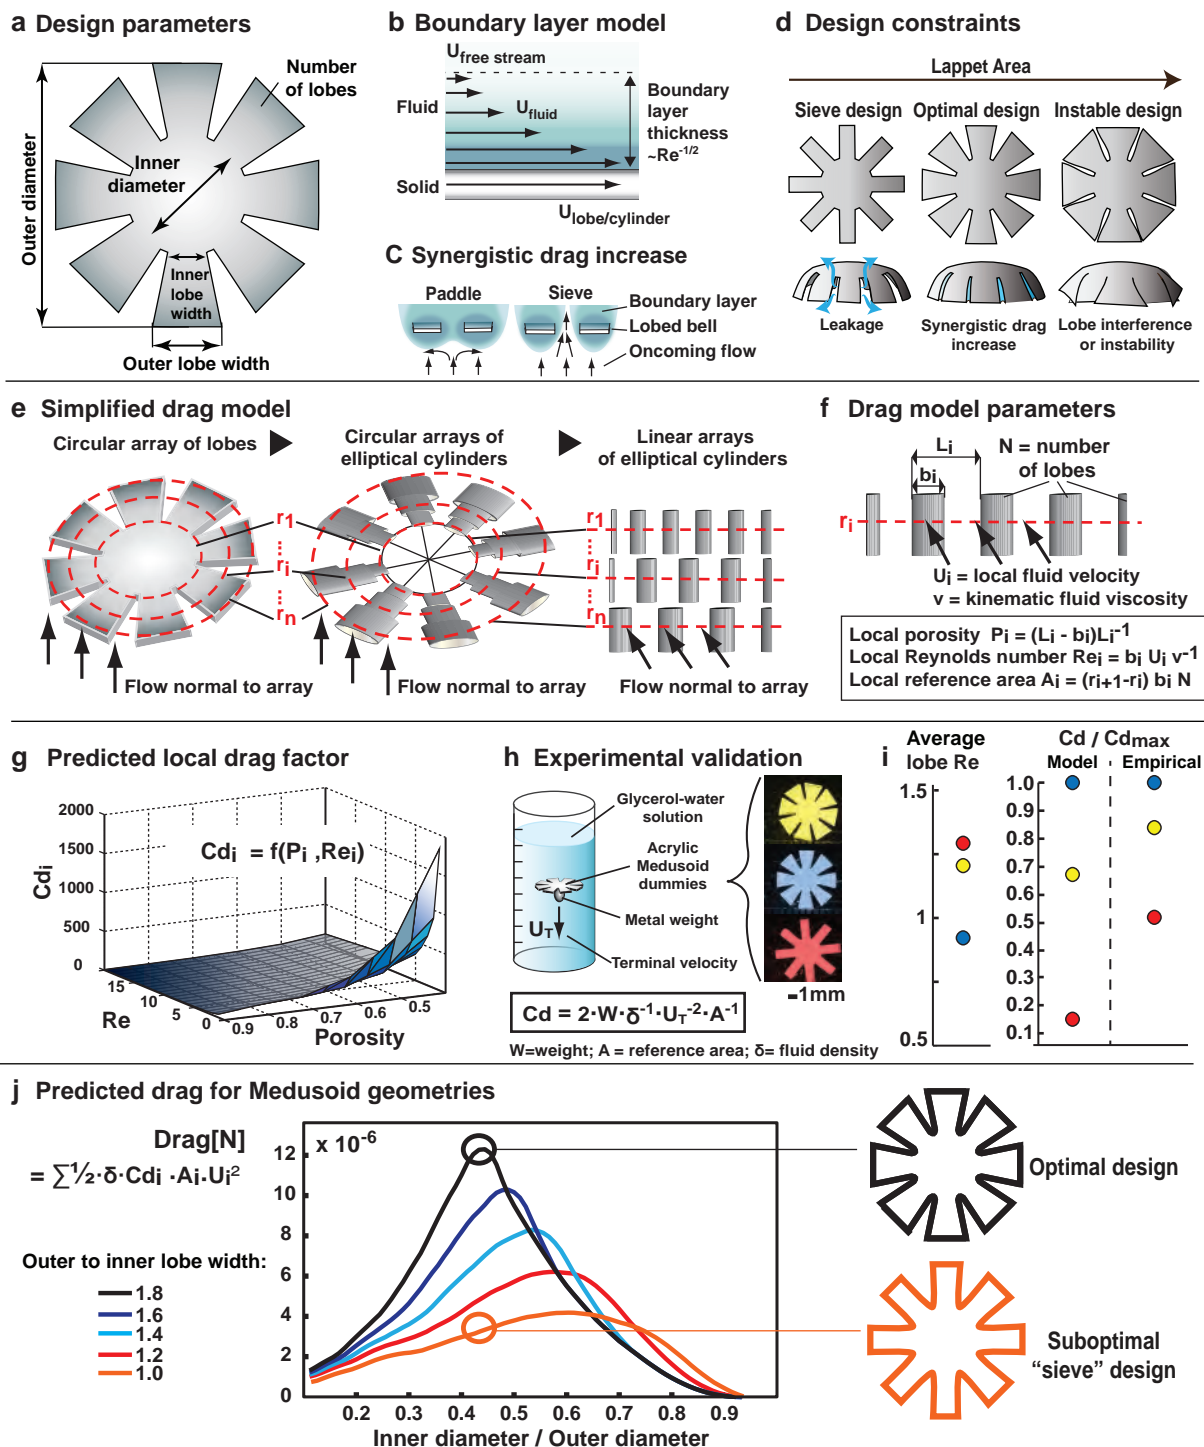 a Design parameters
Number
of lobes
Outer diameter
Inner
diameter
Inner
lobe
width
Outer lobe width
b Boundary layer model
U free stream
Fluid
U fluid
Boundary
layer
thickness
~Re-1/2
Solid
U lobe/cylinder
C Synergistic drag increase
Paddle
Sieve
Boundary layer
Lobed bell
Oncoming flow
d Design constraints
Lappet Area
Sieve design
Optimal design
Instable design
Leakage
Synergistic drag
increase
Lobe interference
or instability
e Simplified drag model
Circular array of lobes
Circular arrays of
elliptical cylinders
Linear arrays
of elliptical cylinders
r1
ri
rn
r1
ri
rn
Flow normal to array
Flow normal to array
Flow normal to array
f Drag model parameters
Li
N = number
of lobes
bi
ri
Ui = local fluid velocity
v = kinematic fluid viscosity
Local porosity Pi = (Li - bi)Li-1
Local Reynolds number Rei = bi Ui v-1
Local reference area Ai = (ri+1-ri) bi N
g Predicted local drag factor
2000
1500
1000
500
0
Cdi
Cdi = f(Pi ,Rei)
15
10
5
0
Re
0.9
0.8
0.7
0.6
0.5
Porosity
h Experimental validation
Glycerol-water
solution
Acrylic
Medusoid
dummies
Metal weight
UT
Terminal velocity
1mm
Cd = 2·W·δ-1·UT-2·A-1
W=weight; A = reference area; δ= fluid density
i
Average
lobe Re
1.5
1
0.5
Cd / Cdmax
Model
Empirical
1.0
0.9
0.8
0.7
0.6
0.5
0.4
0.3
0.2
0.1
j Predicted drag for Medusoid geometries
Drag[N]
= ∑½·δ·Cdi ·Ai·Ui2
Outer to inner lobe width:
1.8
1.6
1.4
1.2
1.0
x 10-6
12
10
8
6
4
2
0
0.2
0.3
0.4
0.5
0.6
0.7
0.8
0.9
Inner diameter / Outer diameter
Optimal design
Suboptimal
“sieve” design